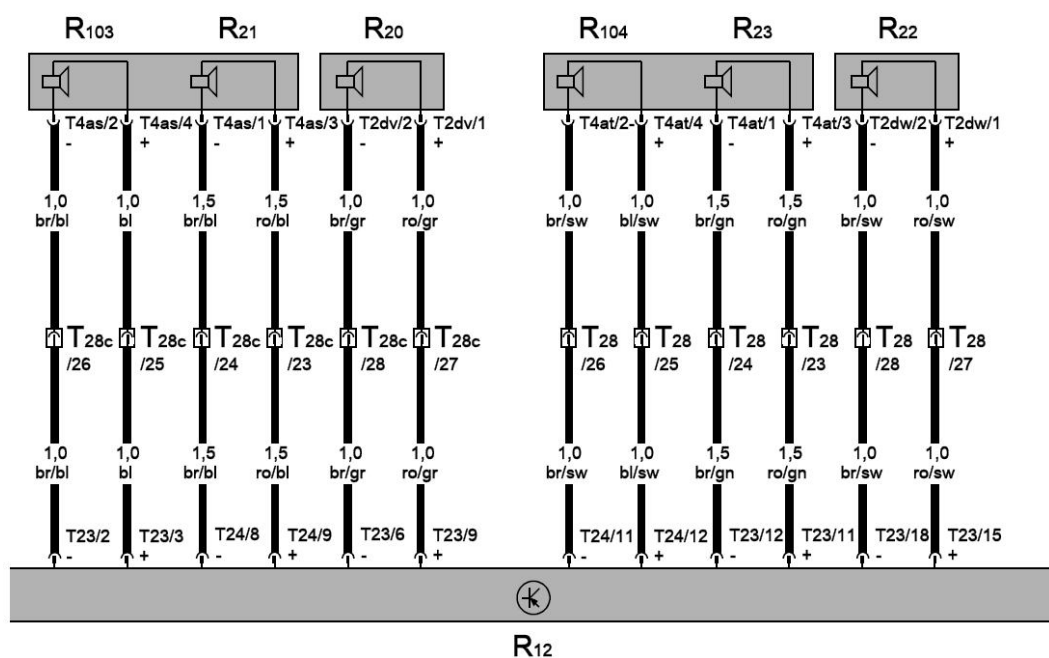 R103 R21 R20 R104 R23 R22
T4as/2 T4as/4 T4as/1 T4as/3 T2dv/2 T2dv/1 T4at/2- T4at/4 T4at/1 T4at/3 T2dw/2 T2dw/1
- + - + - + + - + - +
1,0 1,0 1,5 1,5 1,0 1,0 1,0 1,0 1,5 1,5 1,0 1,0
br/bl bl br/bl ro/bl br/gr ro/gr br/sw bl/sw br/gn ro/gn br/sw ro/sw
T28c T28c T28c T28c T28c T28c T28 T28 T28 T28 T28 T28
/26 /25 /24 /23 /28 /27 /26 /25 /24 /23 /28 /27
1,0 1,0 1,5 1,5 1,0 1,0 1,0 1,0 1,5 1,5 1,0 1,0
br/bl bl br/bl ro/bl br/gr ro/gr br/sw bl/sw br/gn ro/gn br/sw ro/sw
T23/2 T23/3 T24/8 T24/9 T23/6 T23/9 T24/11 T24/12 T23/12 T23/11 T23/18 T23/15
- + - + - + - + - + - +
R12